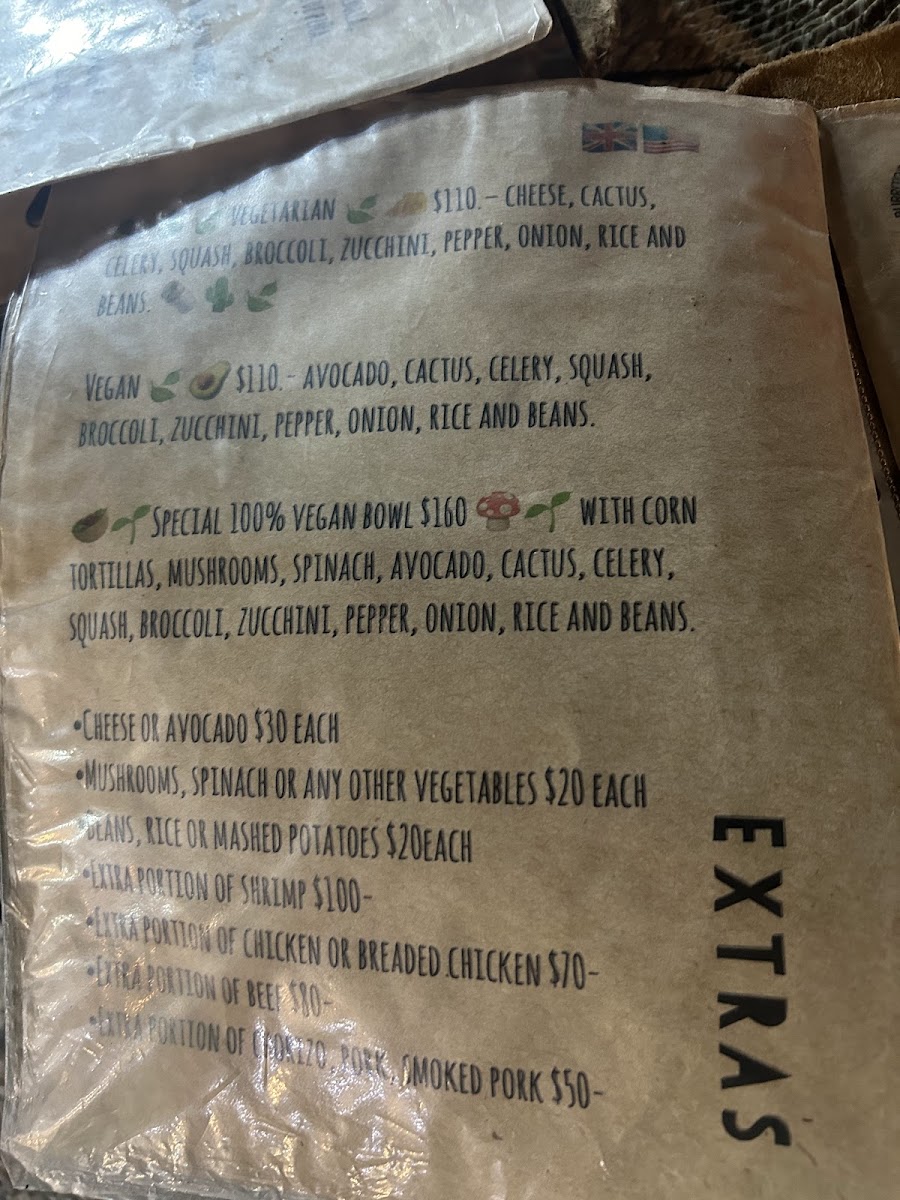 VEGETARIAN $110.- CHEESE, CACTUS,
CELERY, SQUASH, BROCCOLI, ZUCCHINI, PEPPER, ONION, RICE AND
BEANS.
VEGAN $110.- AVOCADO, CACTUS, CELERY, SQUASH,
BROCCOLI, ZUCCHINI, PEPPER, ONION, RICE AND BEANS.
SPECIAL 100% VEGAN BOWL $160 WITH CORN
TORTILLAS, MUSHROOMS, SPINACH, AVOCADO, CACTUS, CELERY,
SQUASH, BROCCOLI, ZUCCHINI, PEPPER, ONION, RICE AND BEANS.
•CHEESE OR AVOCADO $30 EACH
•MUSHROOMS, SPINACH OR ANY OTHER VEGETABLES $20 EACH
•BEANS, RICE OR MASHED POTATOES $20EACH
•EXTRA PORTION OF SHRIMP $100-
•EXTRA PORTION OF CHICKEN OR BREADED CHICKEN $70-
•EXTRA PORTION OF BEEF $80-
•EXTRA PORTION OF CHORIZO, PORK, SMOKED PORK $50-
EXTRAS